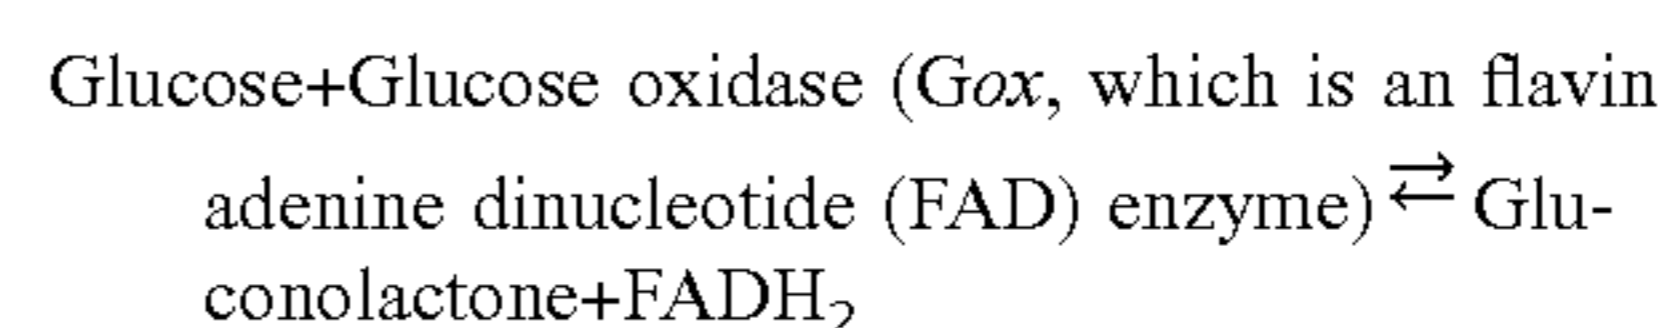 Glucose+Glucose oxidase (Gox, which is an flavin
adenine dinucleotide (FAD) enzyme)⇄Glu-
conolactone+FADH₂